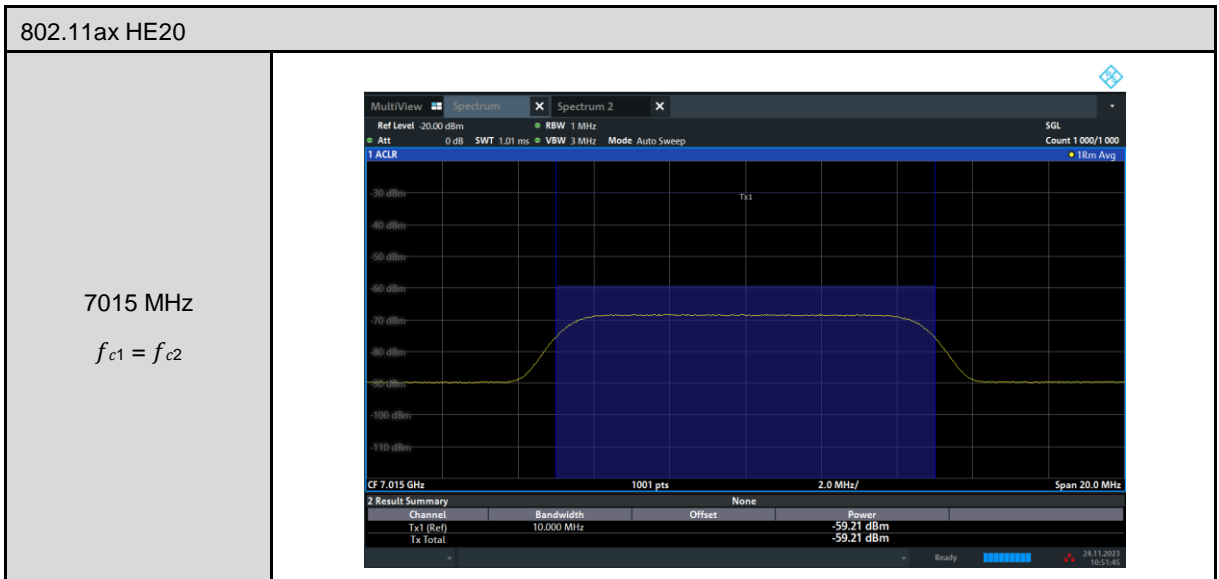 802.11ax HE20
7015 MHz
fc1 = fc2
MultiView Spectrum X Spectrum 2 X
Ref Level -20.00 dBm RBW 1 MHz SGL
Att 0 dB SWT 1.01 ms VBW 3 MHz Mode Auto Sweep Count 1 000/1 000
1 ACLR 1Rm Avg
-30 dBm
Tx1
-40 dBm
-50 dBm
-60 dBm
-70 dBm
-80 dBm
-90 dBm
-100 dBm
-110 dBm
CF 7.015 GHz 1001 pts 2.0 MHz/ Span 20.0 MHz
2 Result Summary None
Channel Bandwidth Offset Power
Tx1 (Ref) 10.000 MHz -59.21 dBm
Tx Total -59.21 dBm
Ready 24.11.2023
10:51:45